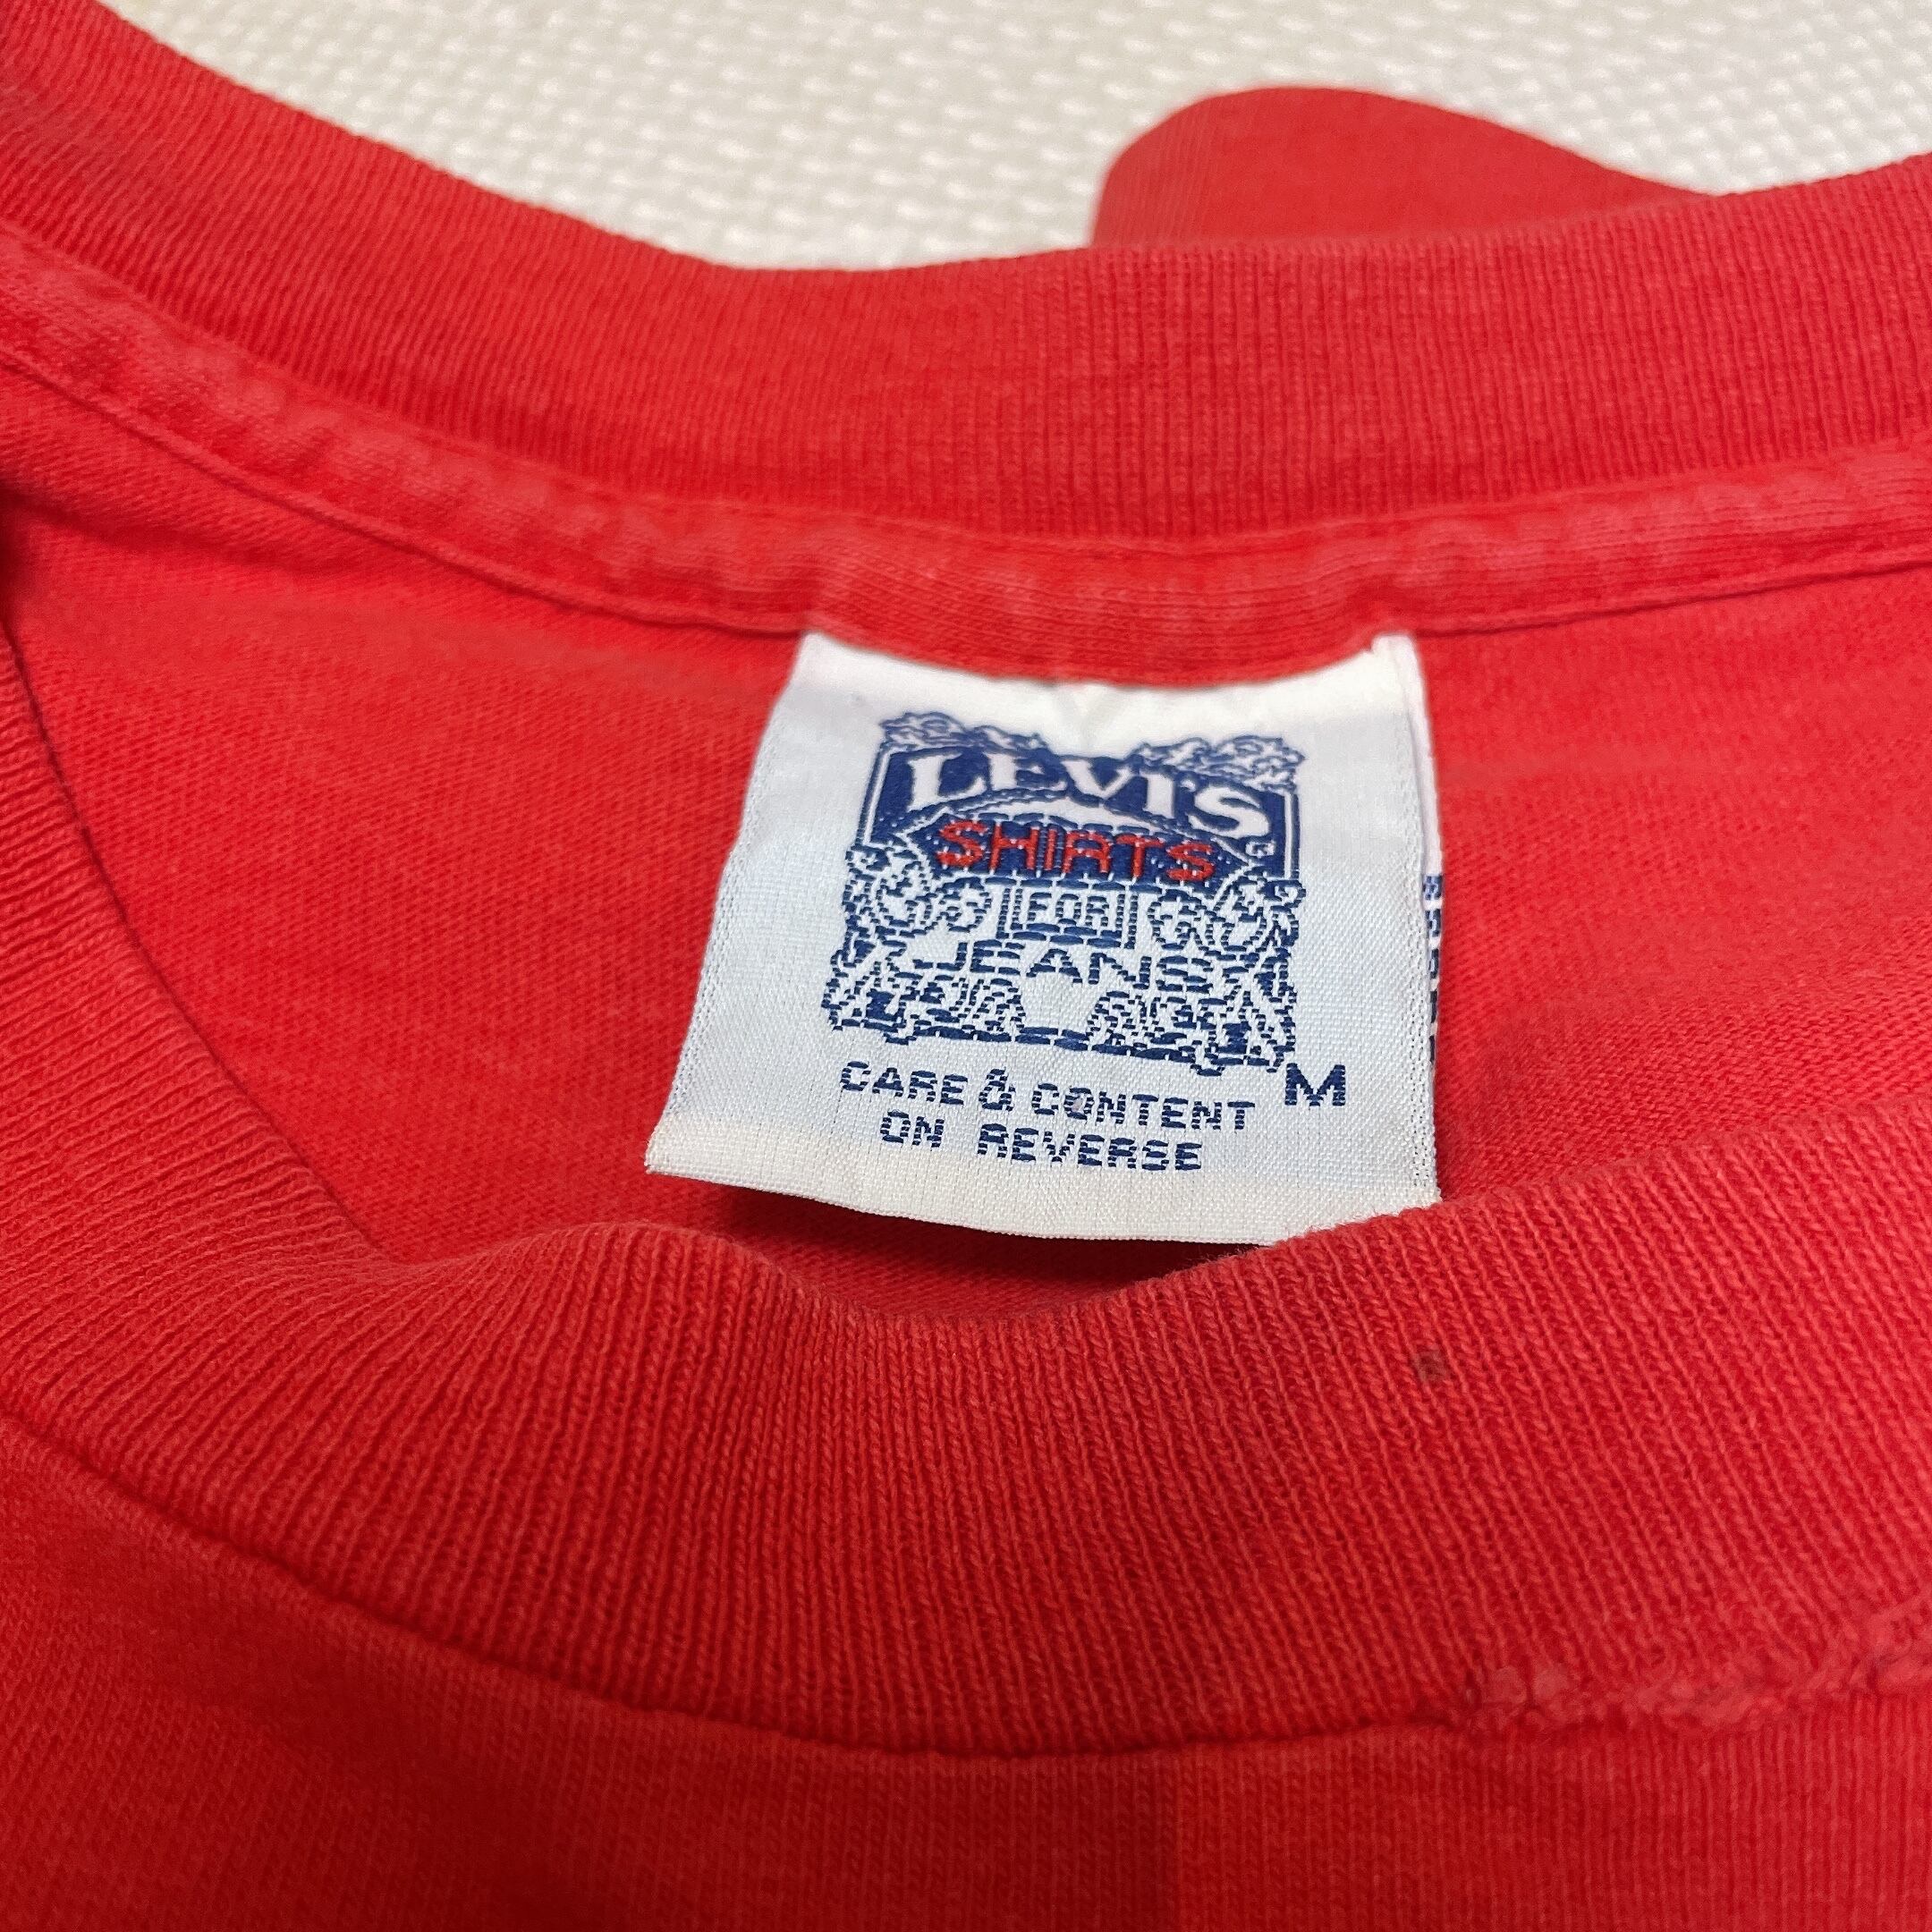 LEVI'S
SHIRTS
FOR
JEANS
M
CARE & CONTENT
ON REVERSE